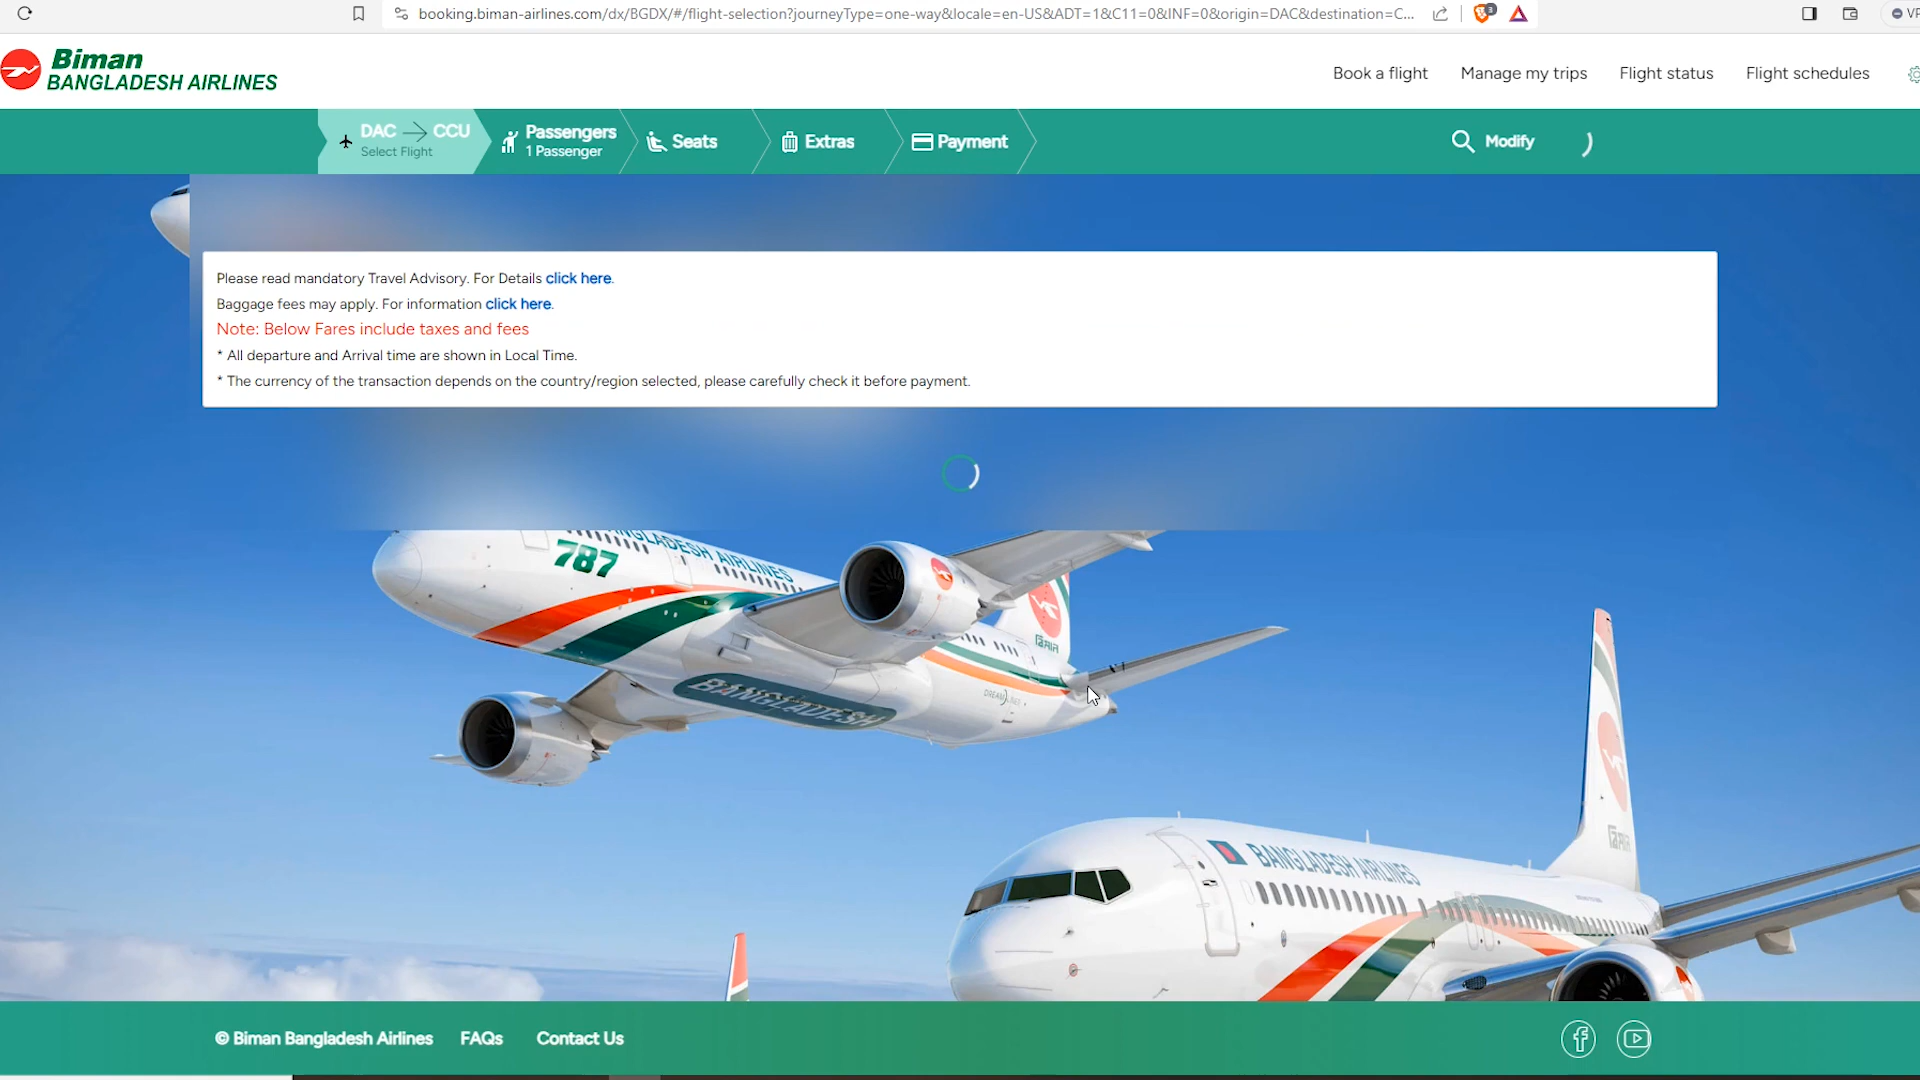 booking.biman-airlines.com/dx/BGDX/#/flight-selection?journeyType=one-way&locale=en-US&ADT=1&C11=0&INF=0&origin=DAC&destination=C...
3
VP
Biman
BANGLADESH AIRLINES
Book a flight
Manage my trips
Flight status
Flight schedules
DAC
CCU
Select Flight
Passengers
1 Passenger
Seats
Extras
Payment
Modify
Please read mandatory Travel Advisory. For Details click here.
Baggage fees may apply. For information click here.
Note: Below Fares include taxes and fees
* All departure and Arrival time are shown in Local Time.
* The currency of the transaction depends on the country/region selected, please carefully check it before payment.
787
BANGLADESH AIRLINES
BANGLADESH
BANGLADESH AIRLINES
© Biman Bangladesh Airlines
FAQs
Contact Us